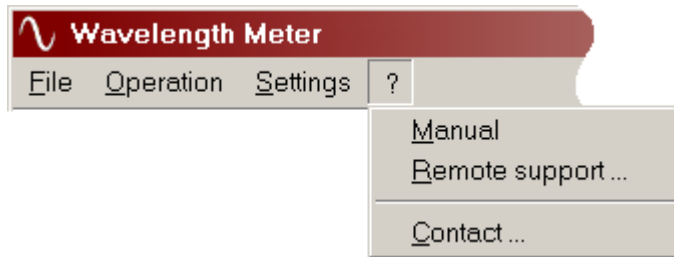 Wavelength Meter
File Operation Settings ?
Manual
Remote support ...
Contact ...